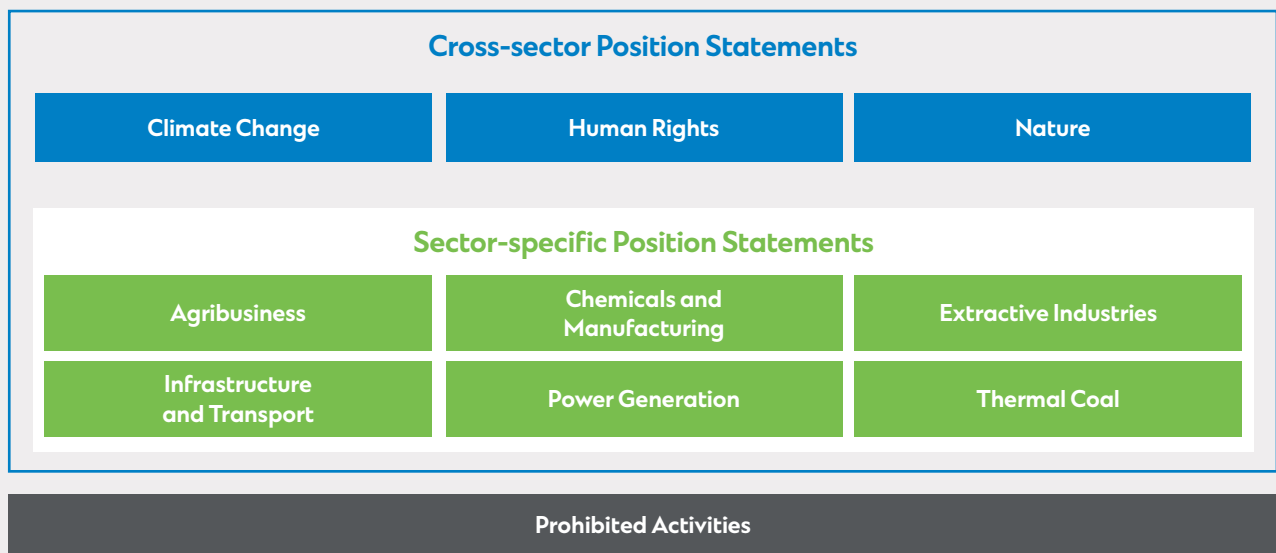 Cross-sector Position Statements
Climate Change
Human Rights
Nature
Sector-specific Position Statements
Agribusiness
Chemicals and
Manufacturing
Extractive Industries
Infrastructure
and Transport
Power Generation
Thermal Coal
Prohibited Activities